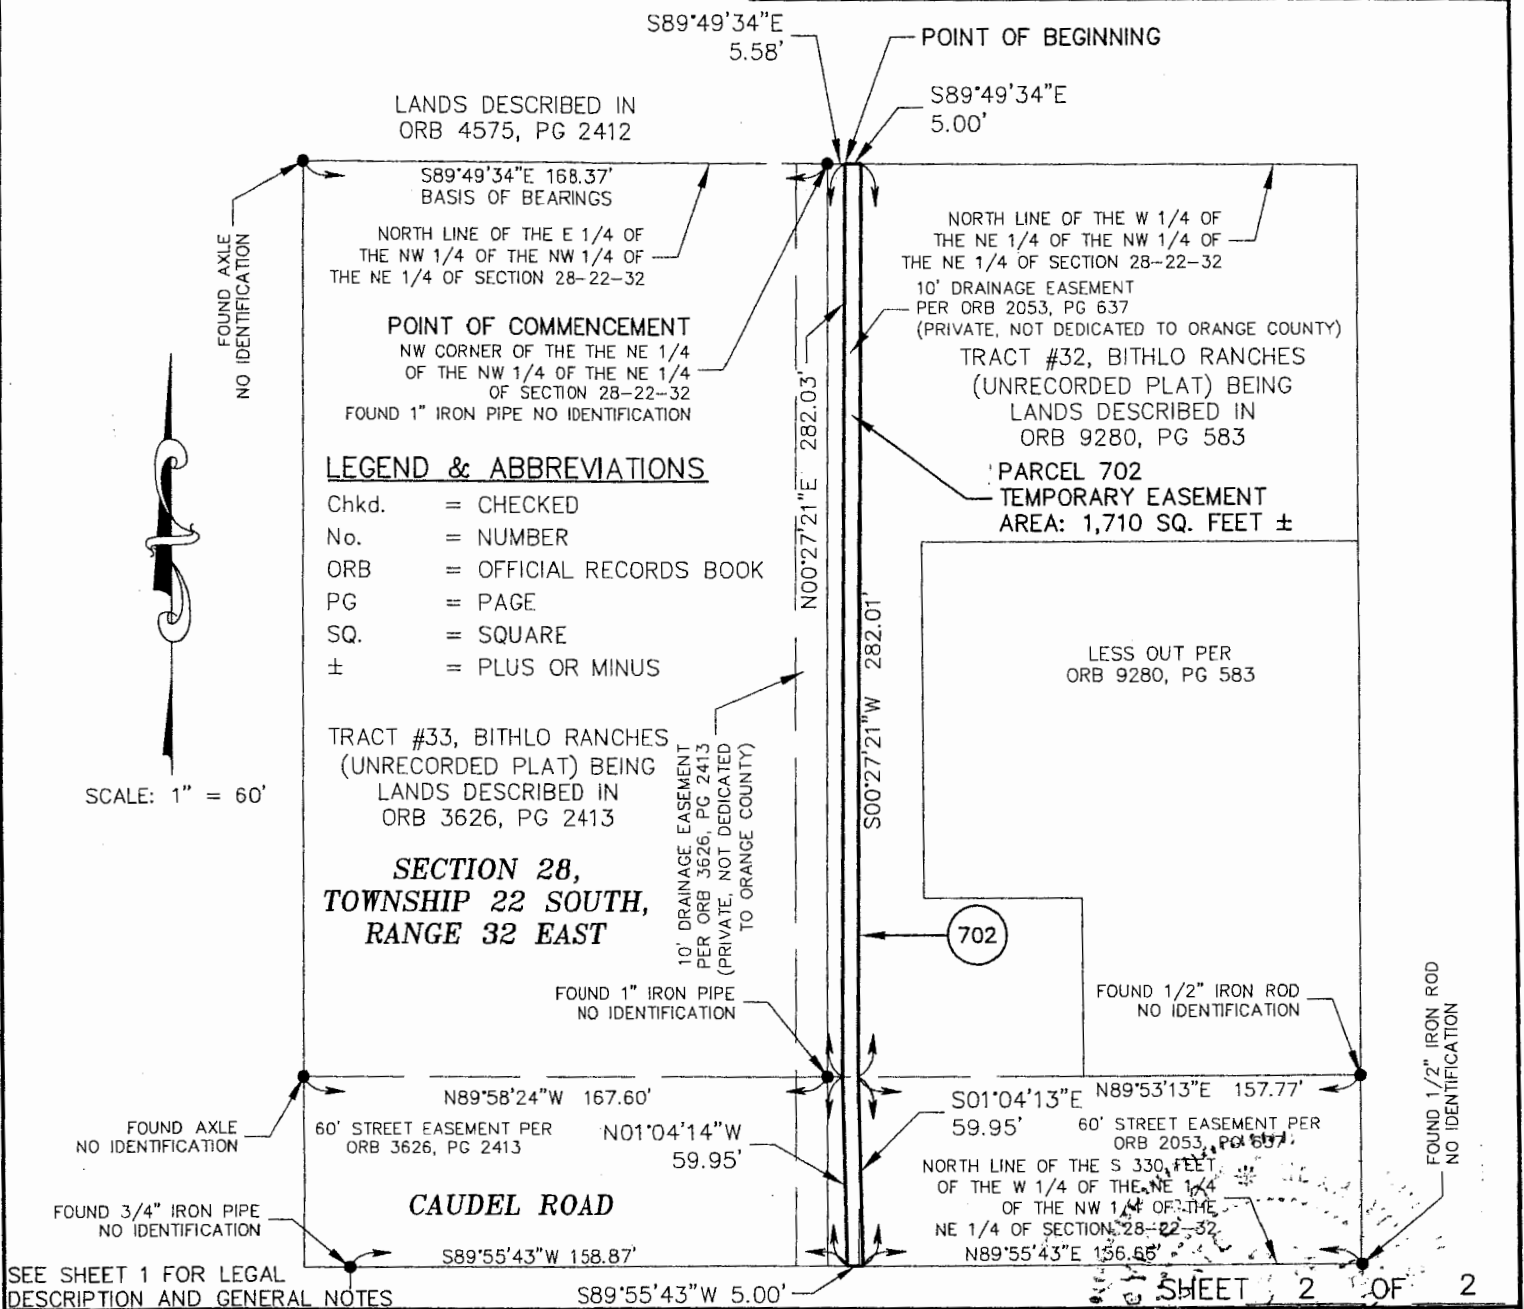 S89°49'34"E
5.58'
POINT OF BEGINNING
S89°49'34"E
5.00'
LANDS DESCRIBED IN
ORB 4575, PG 2412
S89°49'34"E 168.37'
BASIS OF BEARINGS
NORTH LINE OF THE E 1/4 OF
THE NW 1/4 OF THE NW 1/4 OF
THE NE 1/4 OF SECTION 28-22-32
NORTH LINE OF THE W 1/4 OF
THE NE 1/4 OF THE NW 1/4 OF
THE NE 1/4 OF SECTION 28-22-32
FOUND AXLE
NO IDENTIFICATION
10' DRAINAGE EASEMENT
PER ORB 2053, PG 637
(PRIVATE, NOT DEDICATED TO ORANGE COUNTY)
POINT OF COMMENCEMENT
NW CORNER OF THE THE NE 1/4
OF THE NW 1/4 OF THE NE 1/4
OF SECTION 28-22-32
FOUND 1" IRON PIPE NO IDENTIFICATION
TRACT #32, BITHLO RANCHES
(UNRECORDED PLAT) BEING
LANDS DESCRIBED IN
ORB 9280, PG 583
N00°27'21"E 282.03'
PARCEL 702
TEMPORARY EASEMENT
AREA: 1,710 SQ. FEET ±
LEGEND & ABBREVIATIONS
Chkd. = CHECKED
No. = NUMBER
ORB = OFFICIAL RECORDS BOOK
PG = PAGE
SQ. = SQUARE
± = PLUS OR MINUS
S00°27'21"W 282.01'
LESS OUT PER
ORB 9280, PG 583
SCALE: 1" = 60'
TRACT #33, BITHLO RANCHES
(UNRECORDED PLAT) BEING
LANDS DESCRIBED IN
ORB 3626, PG 2413
10' DRAINAGE EASEMENT
PER ORB 3626, PG 2413
(PRIVATE, NOT DEDICATED
TO ORANGE COUNTY)
SECTION 28,
TOWNSHIP 22 SOUTH,
RANGE 32 EAST
702
FOUND 1" IRON PIPE
NO IDENTIFICATION
FOUND 1/2" IRON ROD
NO IDENTIFICATION
FOUND 1/2" IRON ROD
NO IDENTIFICATION
N89°58'24"W 167.60'
S01°04'13"E
59.95'
N89°53'13"E 157.77'
FOUND AXLE
NO IDENTIFICATION
60' STREET EASEMENT PER
ORB 3626, PG 2413
N01°04'14"W
59.95'
60' STREET EASEMENT PER
ORB 2053, PG 637
NORTH LINE OF THE S 330 FEET
OF THE W 1/4 OF THE NE 1/4
OF THE NW 1/4 OF THE
NE 1/4 OF SECTION 28-22-32
CAUDEL ROAD
FOUND 3/4" IRON PIPE
NO IDENTIFICATION
S89°55'43"W 158.87'
N89°55'43"E 156.66'
S89°55'43"W 5.00'
SEE SHEET 1 FOR LEGAL
DESCRIPTION AND GENERAL NOTES
SHEET 2 OF 2